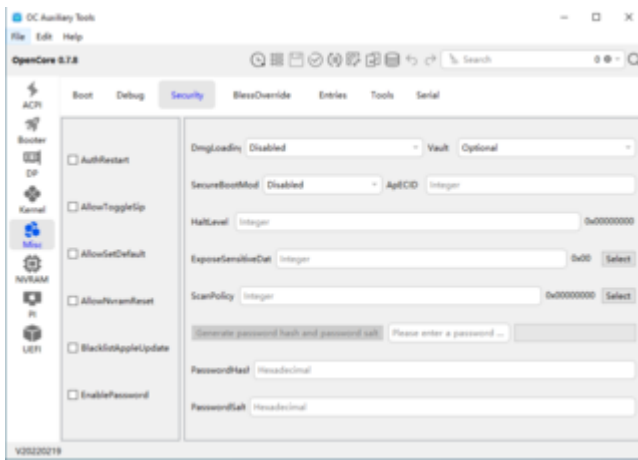 OC Auxiliary Tools
File Edit Help
OpenCore 0.7.8
Search
0
ACPI
Booter
DP
Kernel
Misc
NVRAM
PI
UEFI
Boot Debug Security BlessOverride Entries Tools Serial
AuthRestart
AllowToggleSip
AllowSetDefault
AllowNvramReset
BlacklistAppleUpdate
EnablePassword
DmgLoading Disabled Vault Optional
SecureBootMod Disabled ApECID Integer
HaltLevel Integer 0x00000000
ExposeSensitiveDat Integer 0x00 Select
ScanPolicy Integer 0x00000000 Select
Generate password hash and password salt Please enter a password ...
PasswordHash Hexadecimal
PasswordSalt Hexadecimal
V20220219